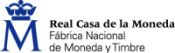 Real Casa de la Moneda
Fábrica Nacional
de Moneda y Timbre